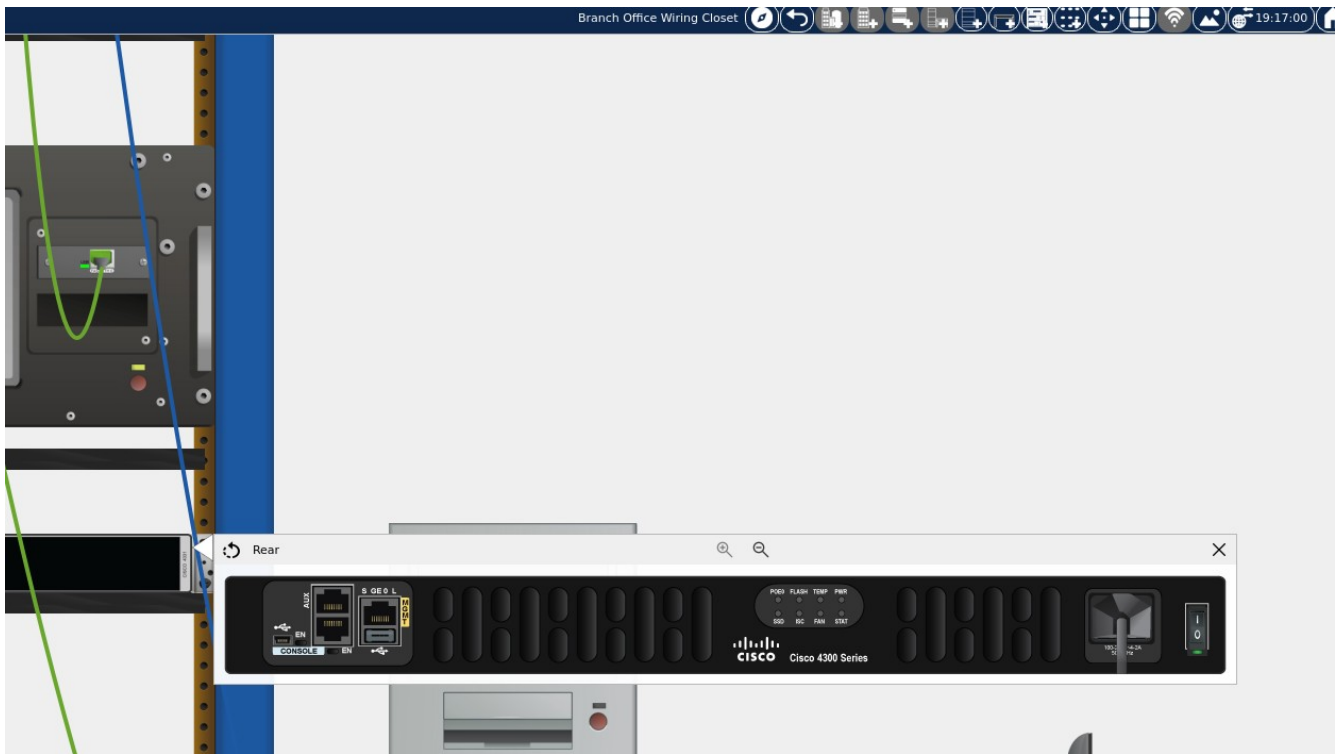 Branch Office Wiring Closet
19:17:00
Rear
AUX
S GE 0 L
MGMT
EN
CONSOLE
EN
POE0 FLASH TEMP PWR
SSD ISC FAN STAT
CISCO
Cisco 4300 Series
I
0